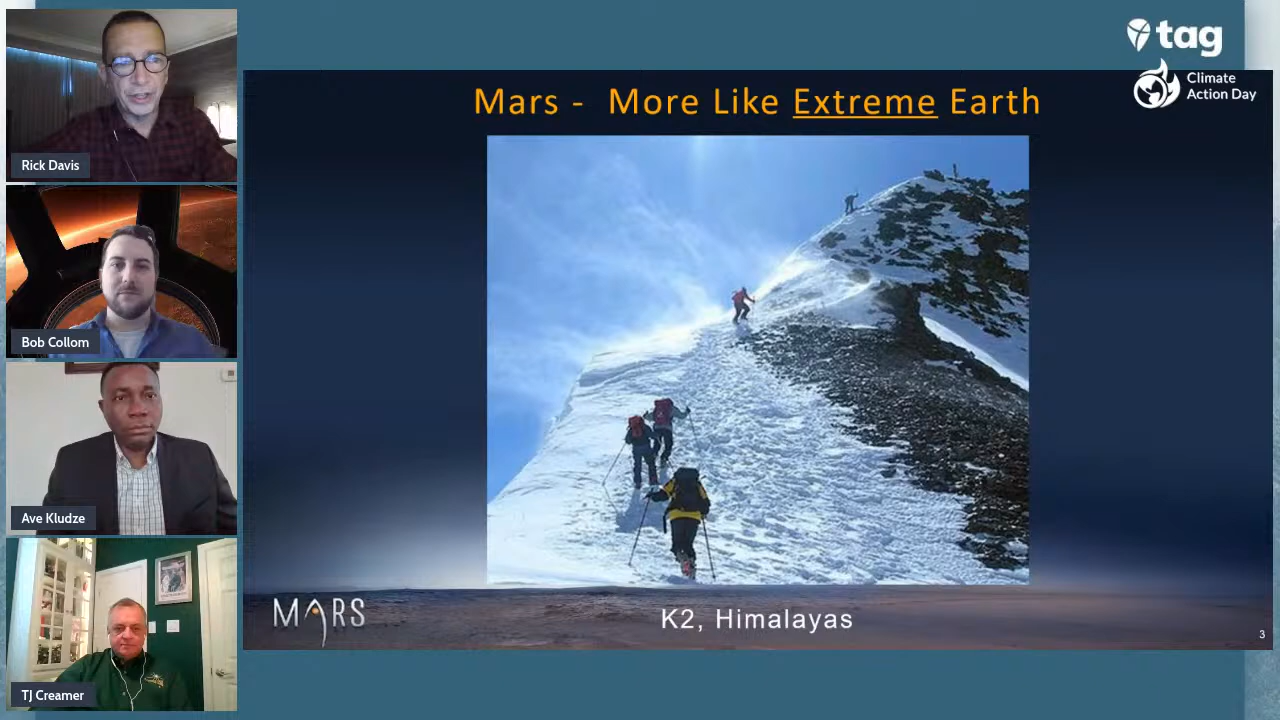 Rick Davis
Bob Collom
Ave Kludze
TJ Creamer
tag
Climate
Action Day
Mars - More Like Extreme Earth
MARS
K2, Himalayas
3